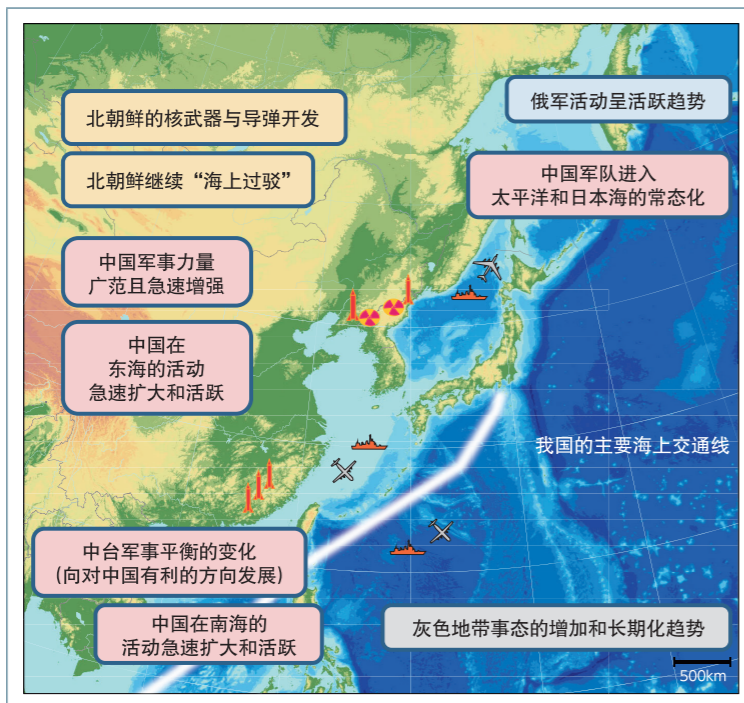 俄军活动呈活跃趋势
北朝鲜的核武器与导弹开发
中国军队进入
太平洋和日本海的常态化
北朝鲜继续“海上过驳”
中国军事力量
广范且急速增强
中国在
东海的活动
急速扩大和活跃
我国的主要海上交通线
中台军事平衡的变化
(向对中国有利的方向发展)
中国在南海的
活动急速扩大和活跃
灰色地带事态的增加和长期化趋势
500km